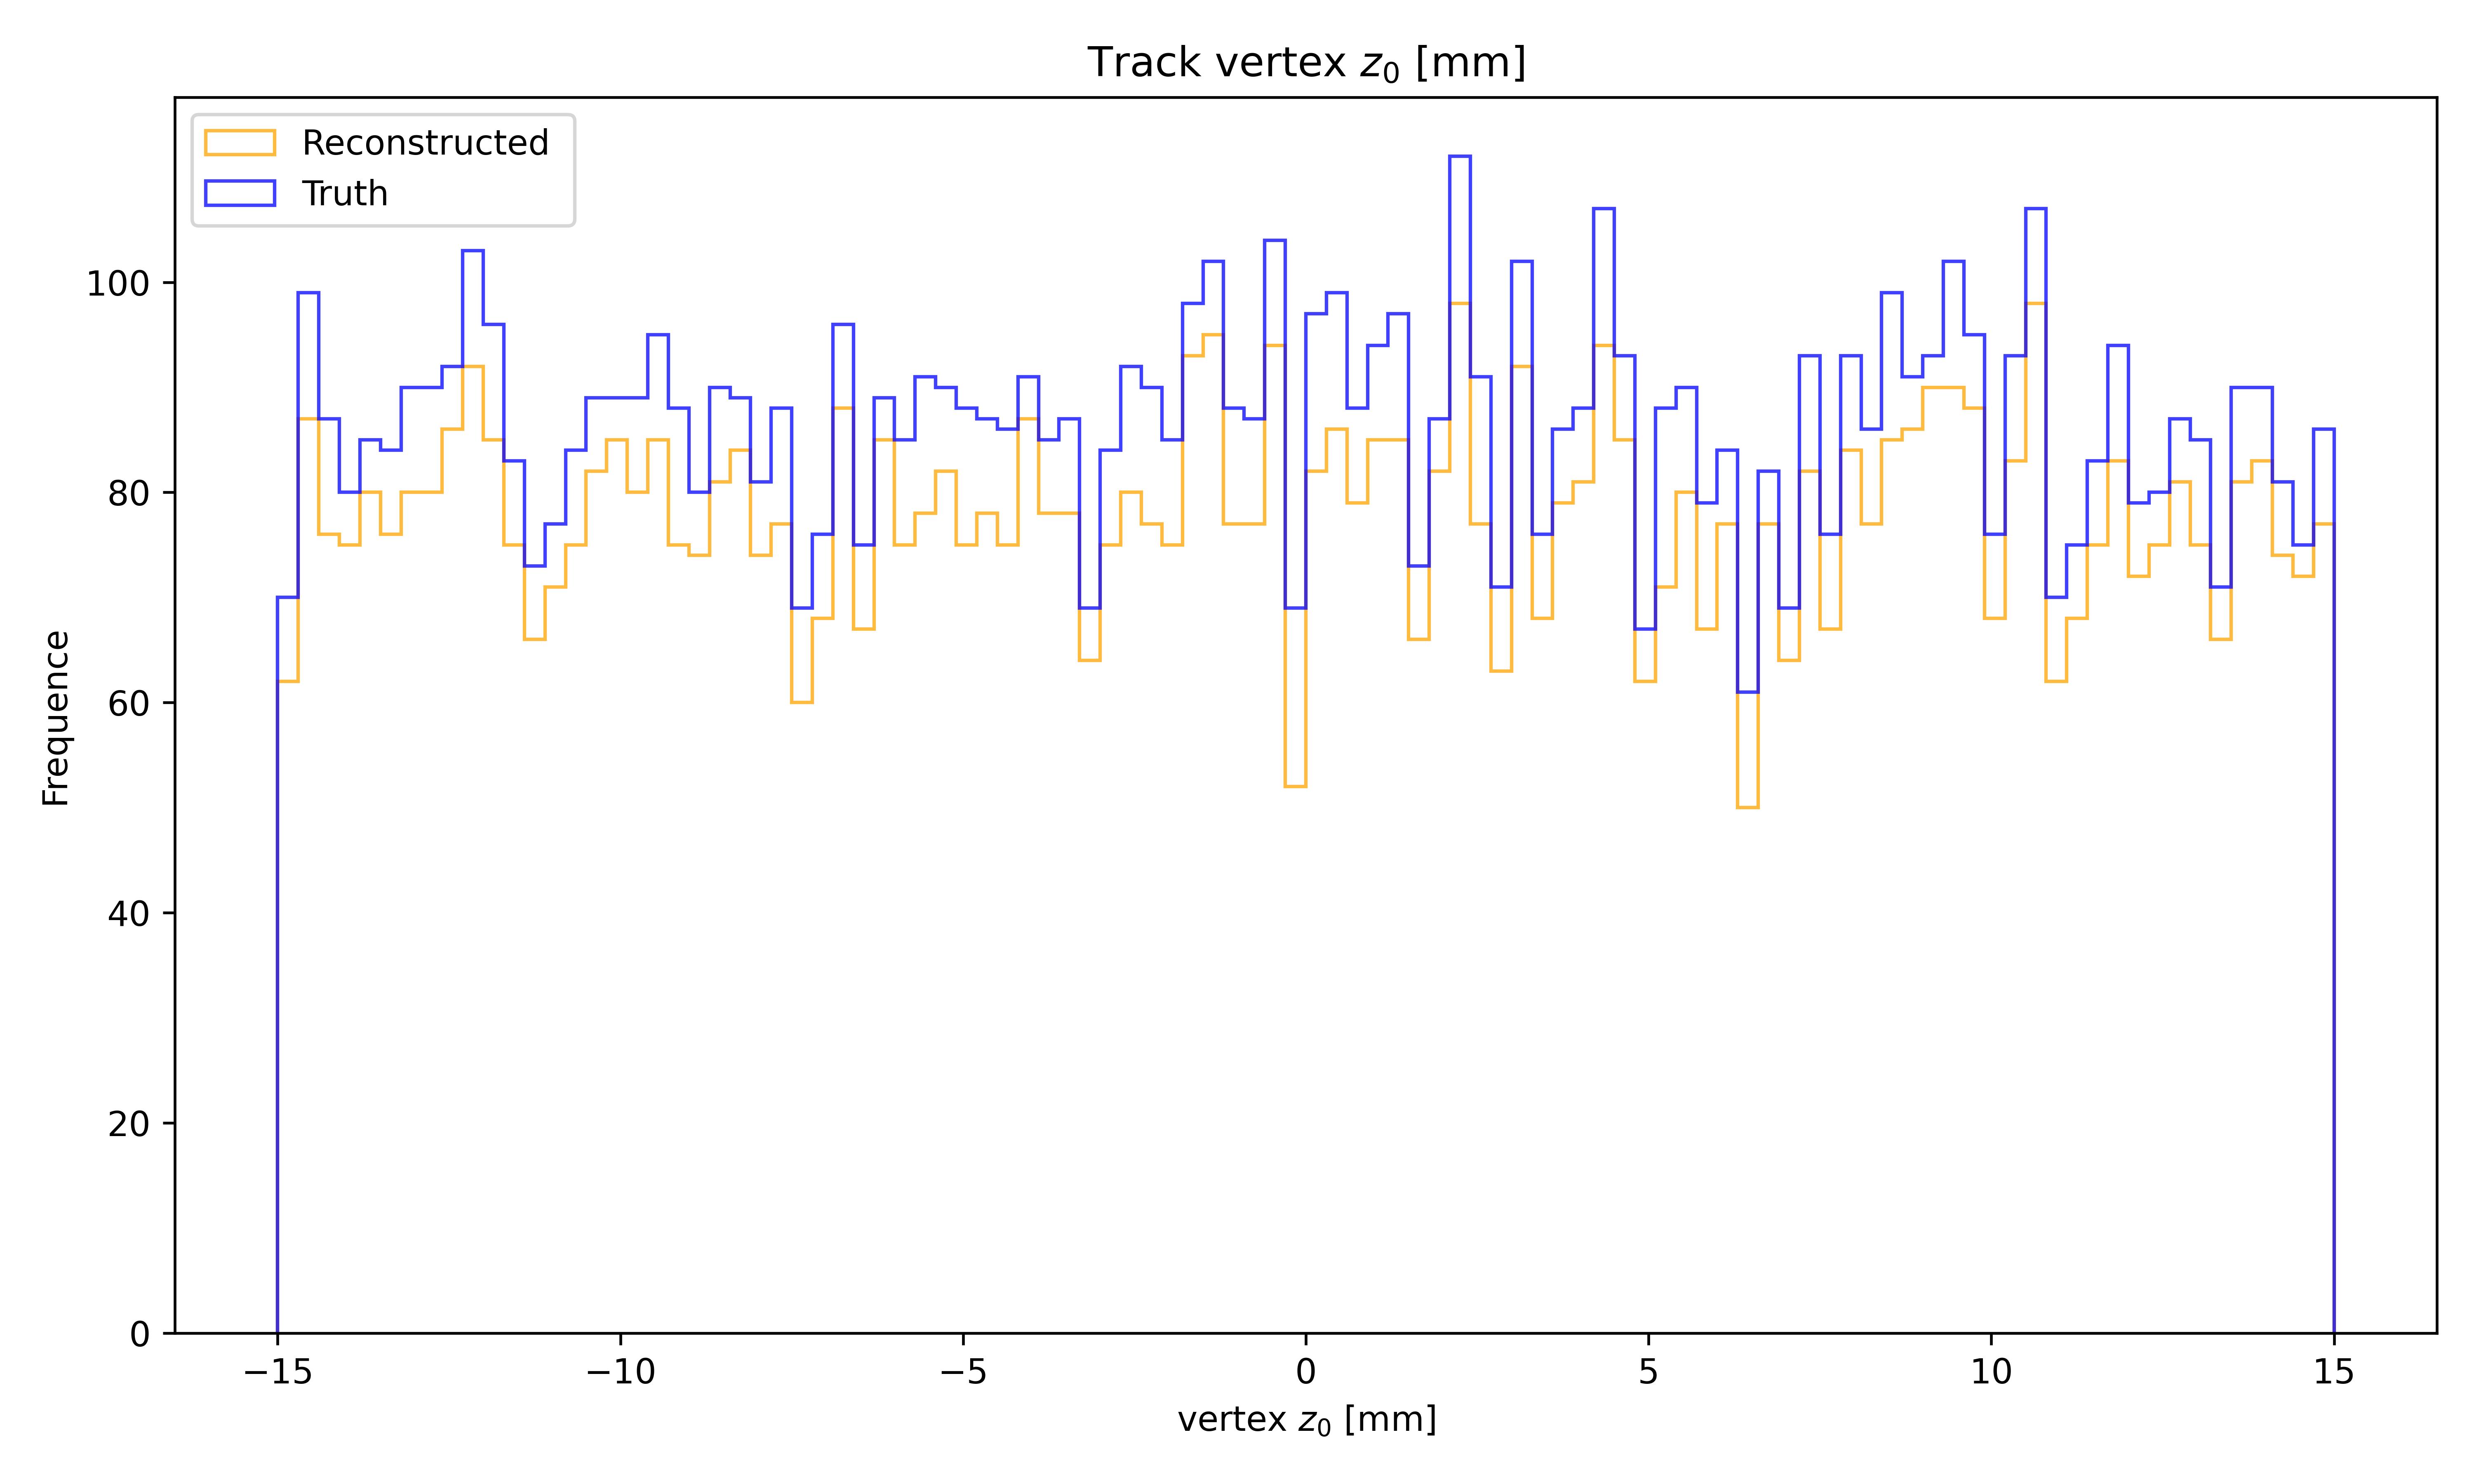 Track vertex z₀ [mm]
Reconstructed
Truth
100
80
60
40
20
0
Frequence
−15 −10 −5 0 5 10 15
vertex z₀ [mm]